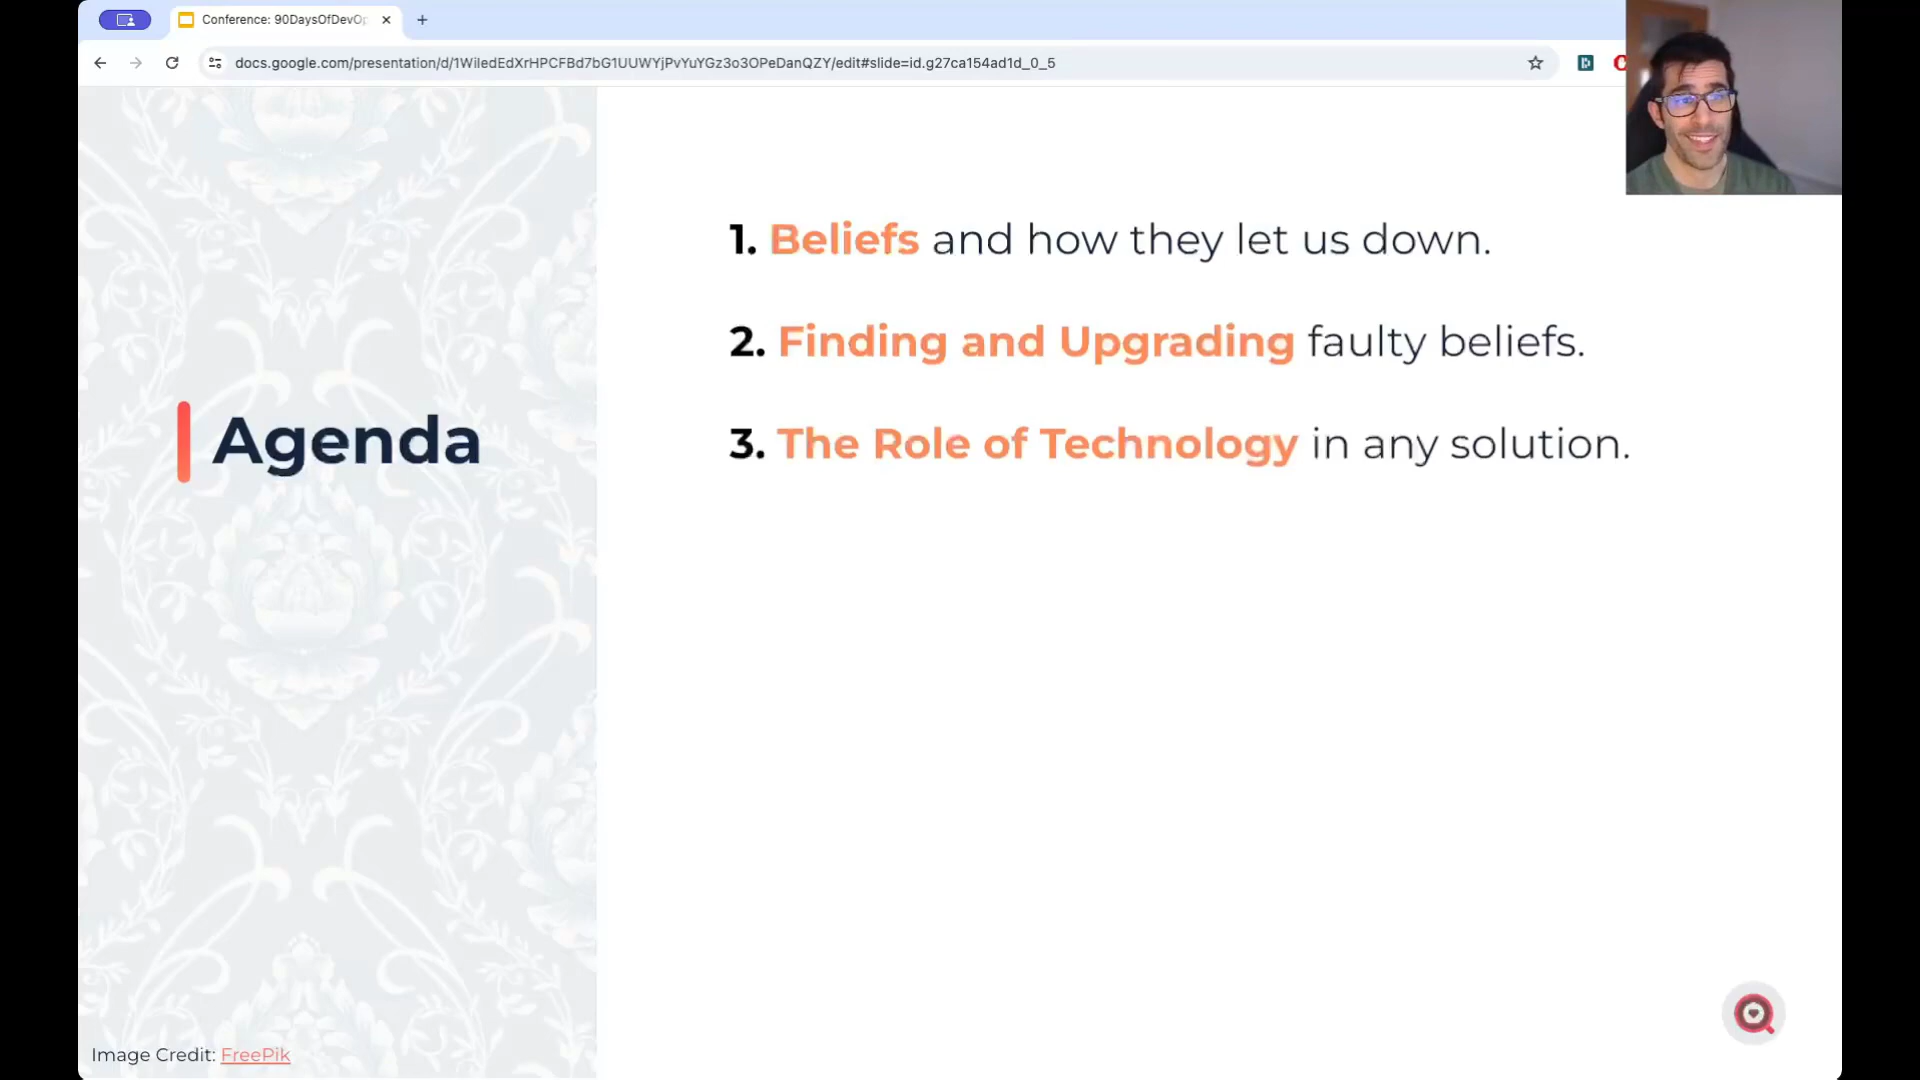 Conference: 90DaysOfDevOp
docs.google.com/presentation/d/1WiledEdXrHPCFBd7bG1UUWYjPvYuYGz3o3OPeDanQZY/edit#slide=id.g27ca154ad1d_0_5
1. Beliefs and how they let us down.
2. Finding and Upgrading faulty beliefs.
3. The Role of Technology in any solution.
Agenda
Image Credit: FreePik